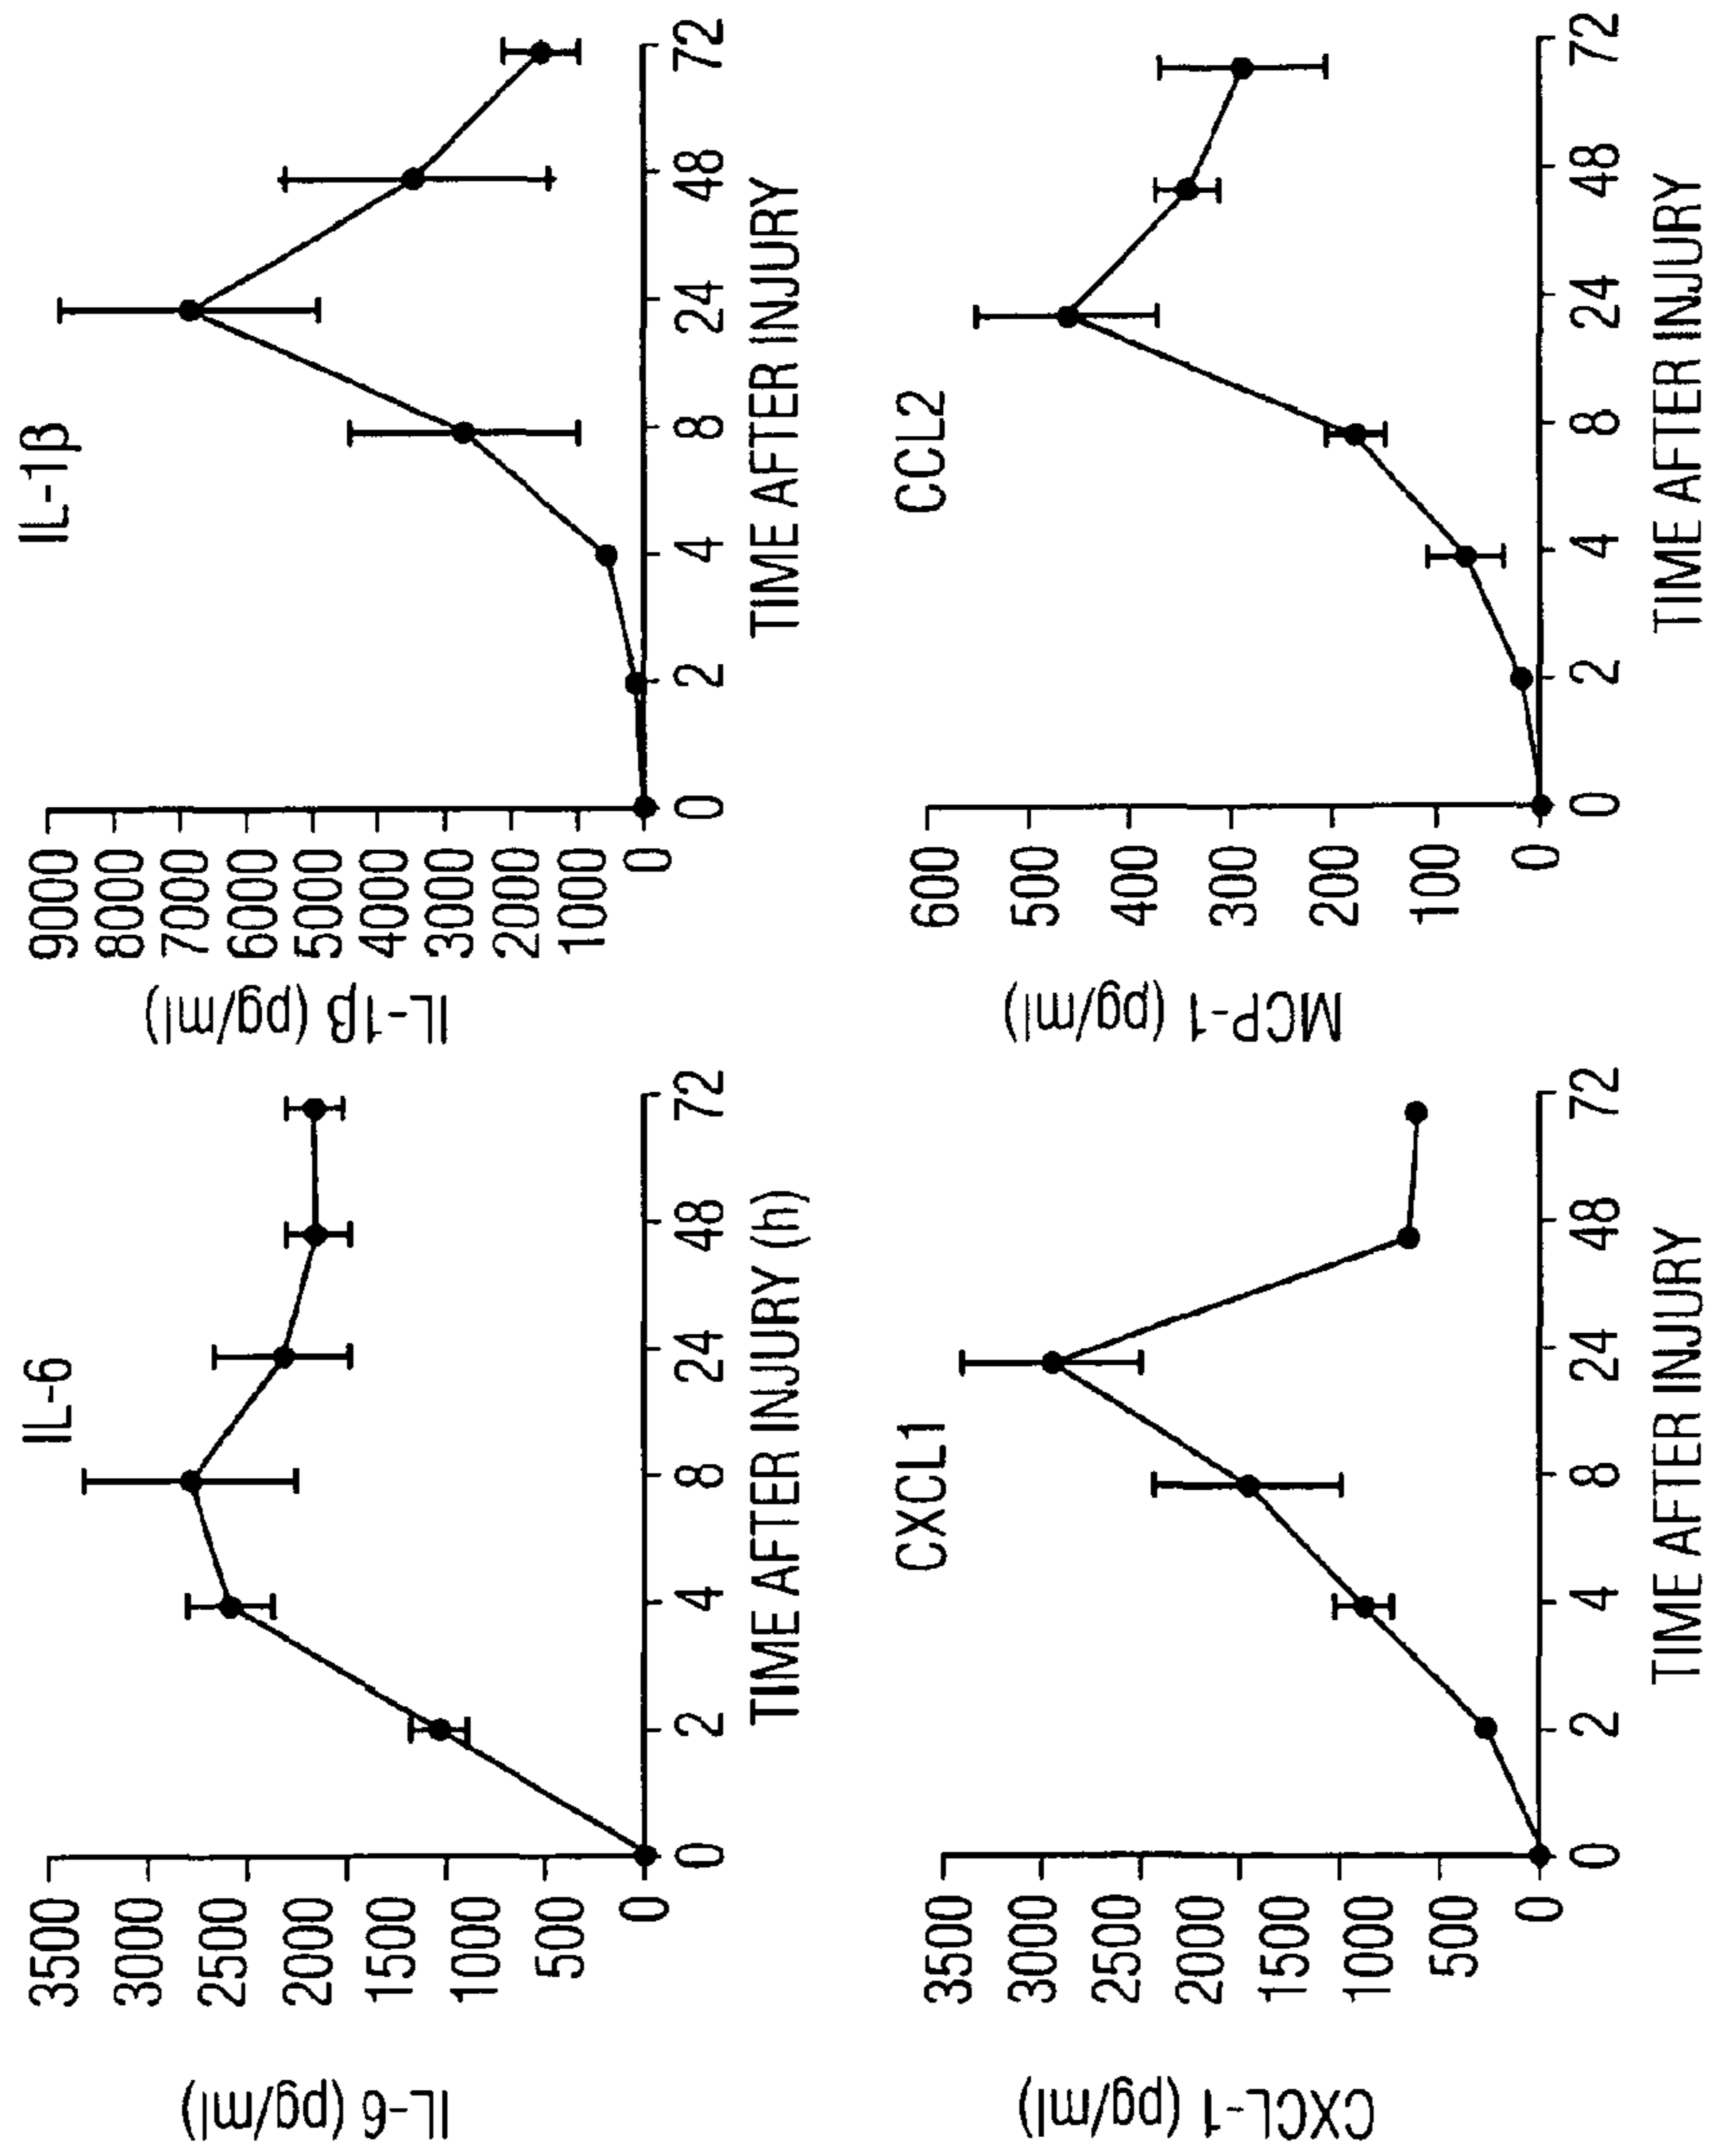 IL-6
IL-6 (pg/ml)
3500
3000
2500
2000
1500
1000
500
0
0 2 4 8 24 48 72
TIME AFTER INJURY (h)
IL-1β
IL-1β (pg/ml)
9000
8000
7000
6000
5000
4000
3000
2000
1000
0
0 2 4 8 24 48 72
TIME AFTER INJURY
CXCL1
CXCL-1 (pg/ml)
3500
3000
2500
2000
1500
1000
500
0
0 2 4 8 24 48 72
TIME AFTER INJURY
CCL2
MCP-1 (pg/ml)
600
500
400
300
200
100
0
0 2 4 8 24 48 72
TIME AFTER INJURY